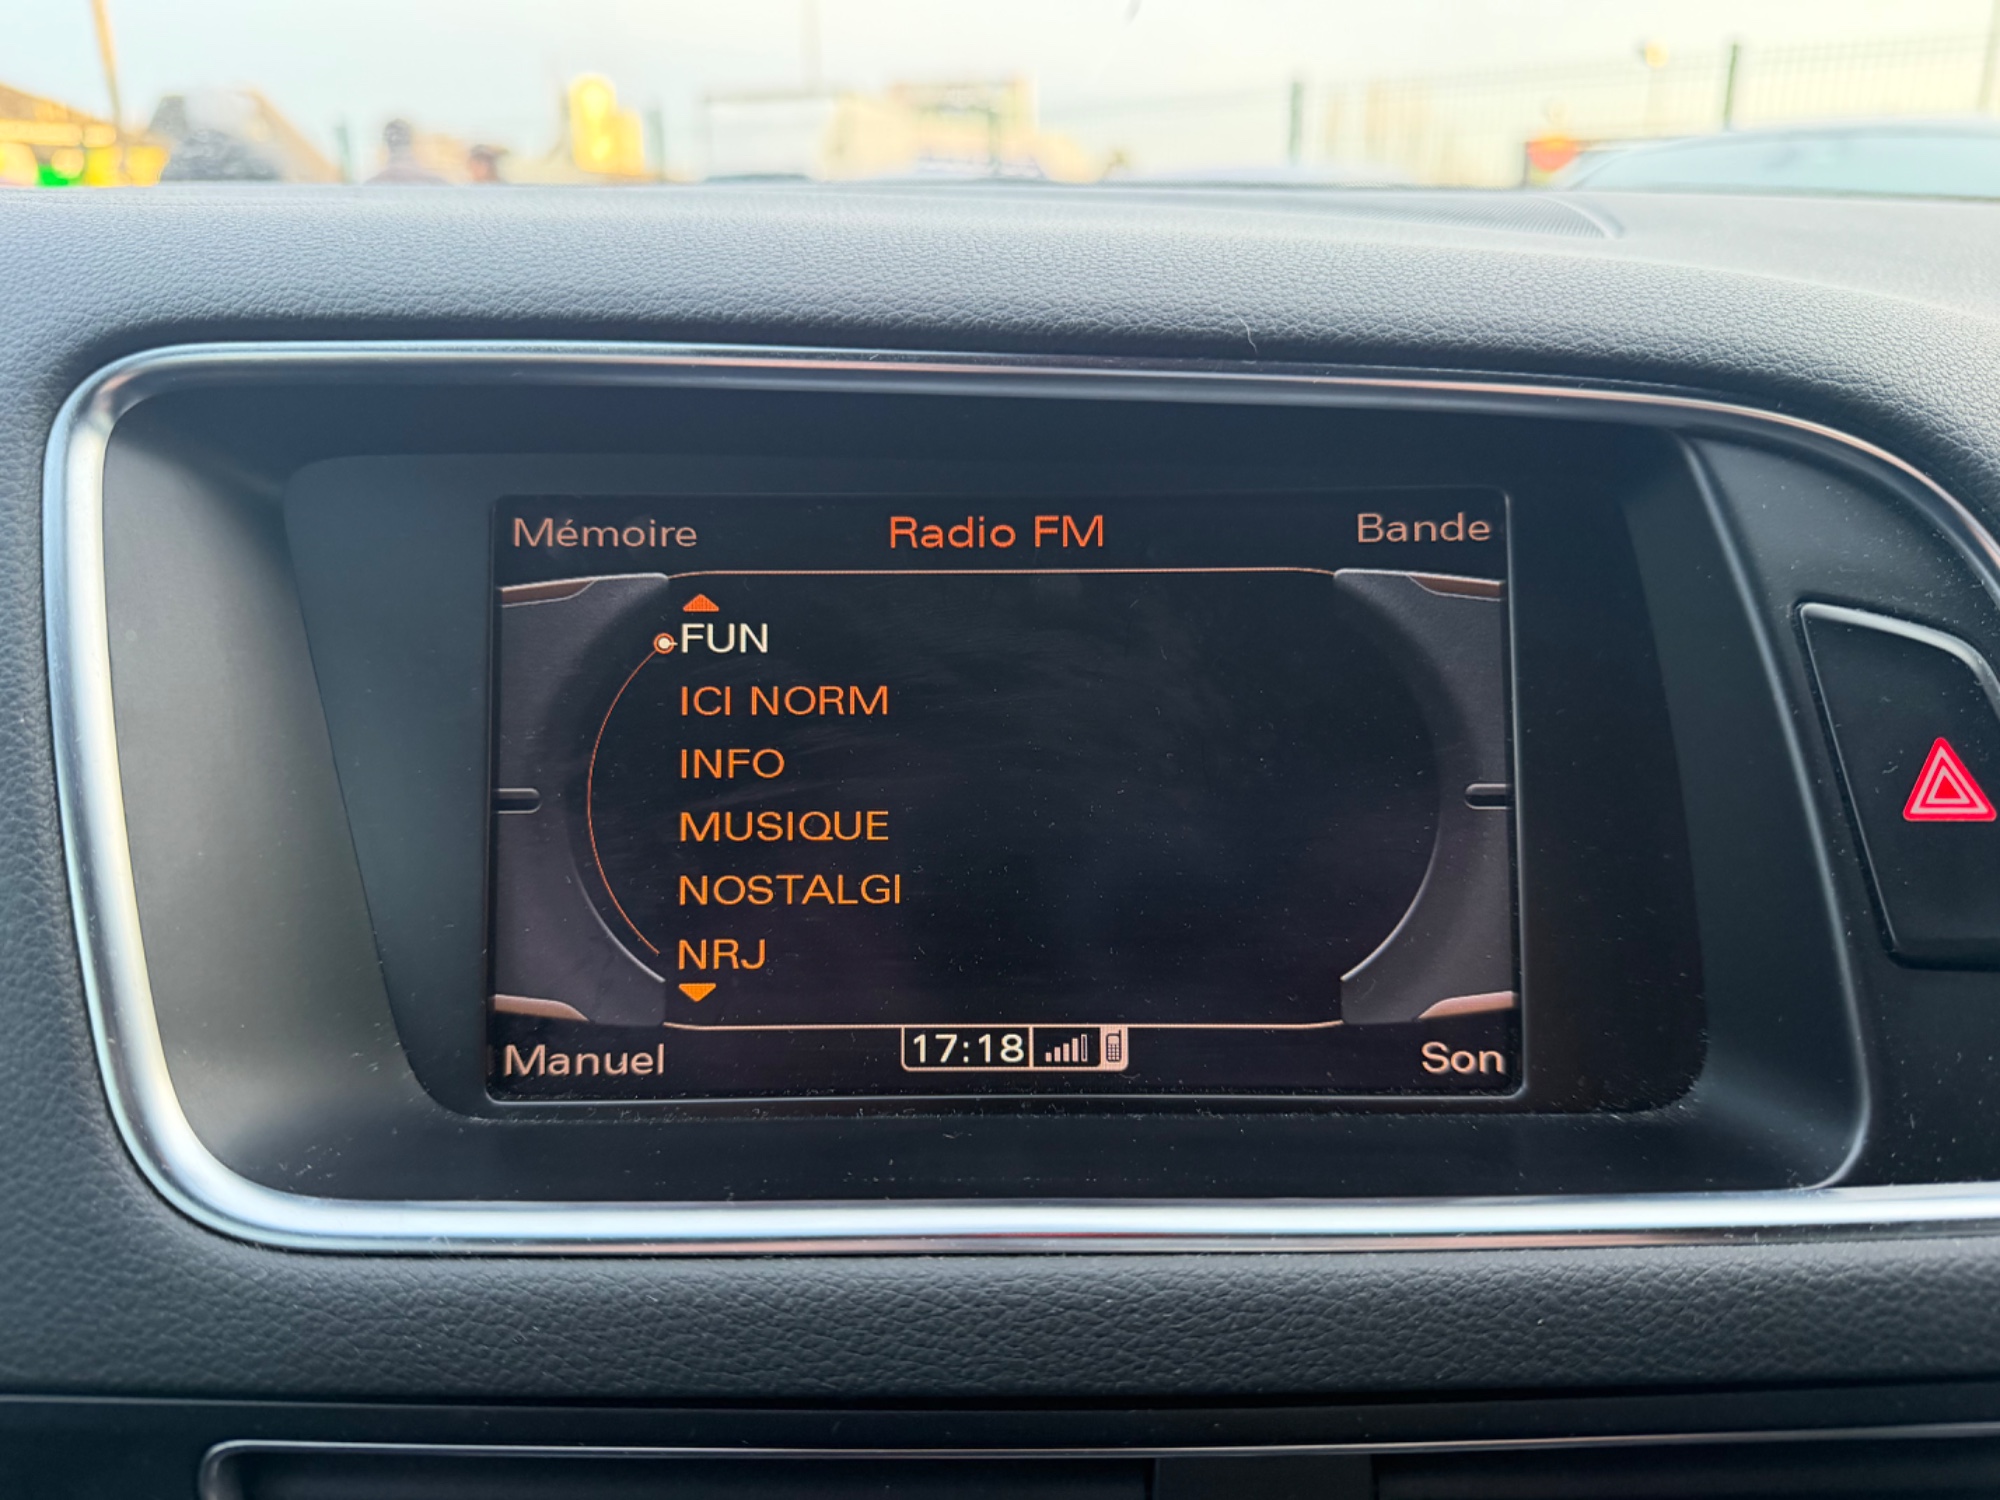 Mémoire Radio FM Bande
FUN
ICI NORM
INFO
MUSIQUE
NOSTALGI
NRJ
Manuel 17:18 Son